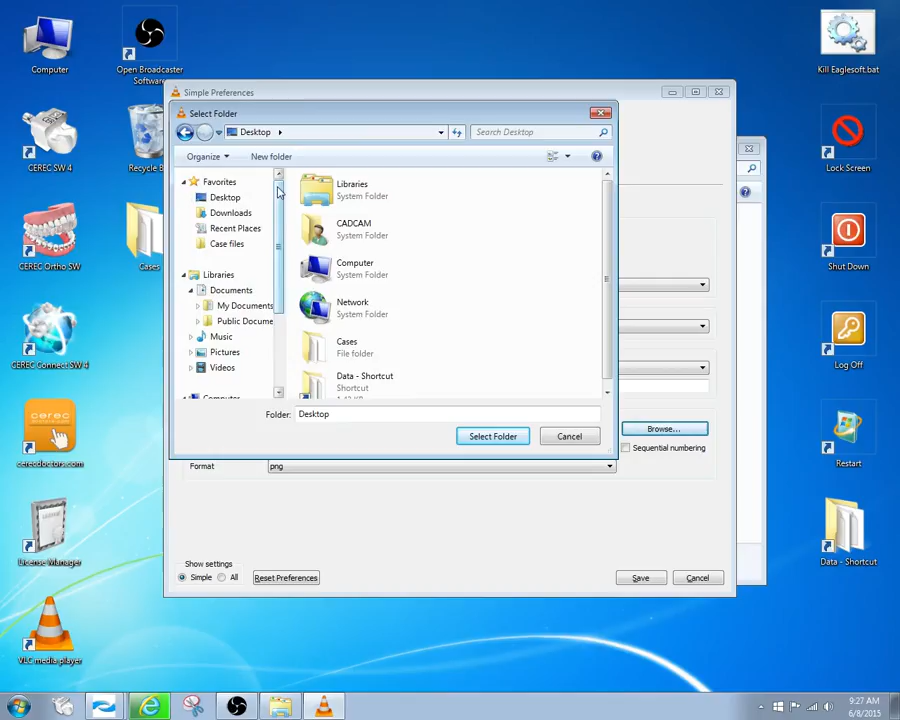 Computer
Open Broadcaster
Software
Kill Eaglesoft.bat
Simple Preferences
Select Folder
Desktop
Search Desktop
CEREC SW 4
Recycle B
Lock Screen
Organize
New folder
Favorites
Desktop
Downloads
Recent Places
Case files
Libraries
Documents
My Documents
Public Docume
Music
Pictures
Videos
Libraries
System Folder
CADCAM
System Folder
Computer
System Folder
Network
System Folder
Cases
File folder
Data - Shortcut
Shortcut
CEREC Ortho SW
Cases
Shut Down
CEREC Connect SW 4
Log Off
Folder:
Desktop
Select Folder
Cancel
Browse...
Sequential numbering
Format
png
cerecdoctors.com
Restart
License Manager
Data - Shortcut
Show settings
Simple
All
Reset Preferences
Save
Cancel
VLC media player
9:27 AM
6/8/2015